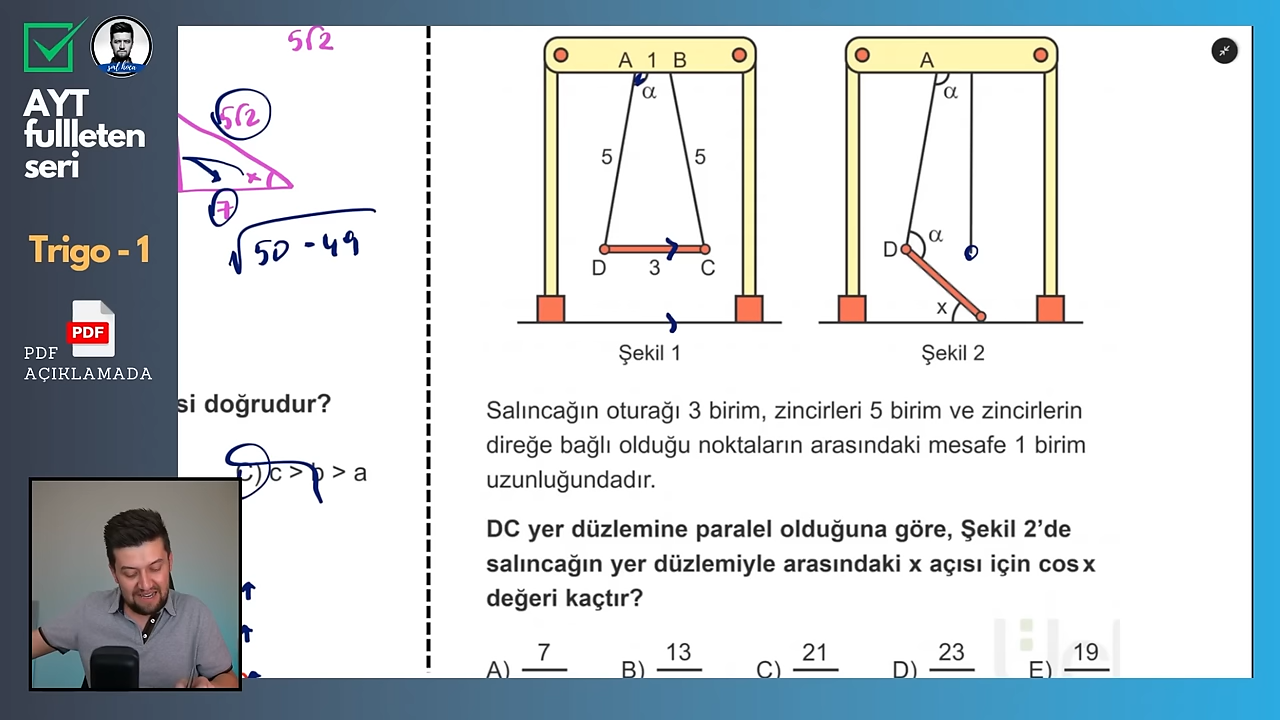 AYT
fullleten
seri
Trigo - 1
PDF
PDF
AÇIKLAMADA
5√2
5√2
x
7
√50 - 49
si doğrudur?
C) c > b > a
A 1 B
α
5 5
D 3 C
Şekil 1
A
α
D α
x
Şekil 2
Salıncağın oturağı 3 birim, zincirleri 5 birim ve zincirlerin
direğe bağlı olduğu noktaların arasındaki mesafe 1 birim
uzunluğundadır.
DC yer düzlemine paralel olduğuna göre, Şekil 2’de
salıncağın yer düzlemiyle arasındaki x açısı için cos x
değeri kaçtır?
A) 7 B) 13 C) 21 D) 23 E) 19